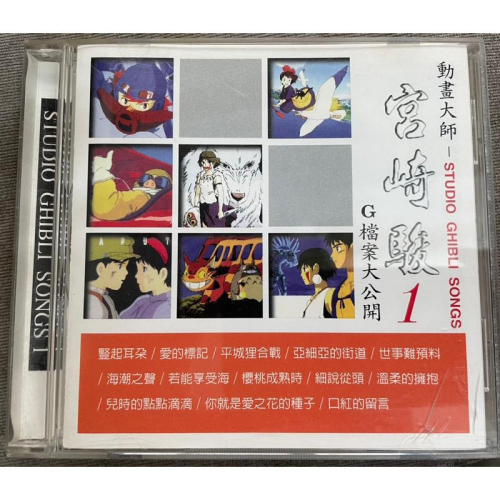 動畫大師－STUDIO GHIBLI SONGS
宮崎駿 1
G檔案大公開
APUT
豎起耳朵 / 愛的標記 / 平城狸合戰 / 亞細亞的街道 / 世事難預料
/ 海潮之聲 / 若能享受海 / 櫻桃成熟時 / 細說從頭 / 溫柔的擁抱
/ 兒時的點點滴滴 / 你就是愛之花的種子 / 口紅的留言
STUDIO GHIBLI SONGS 1